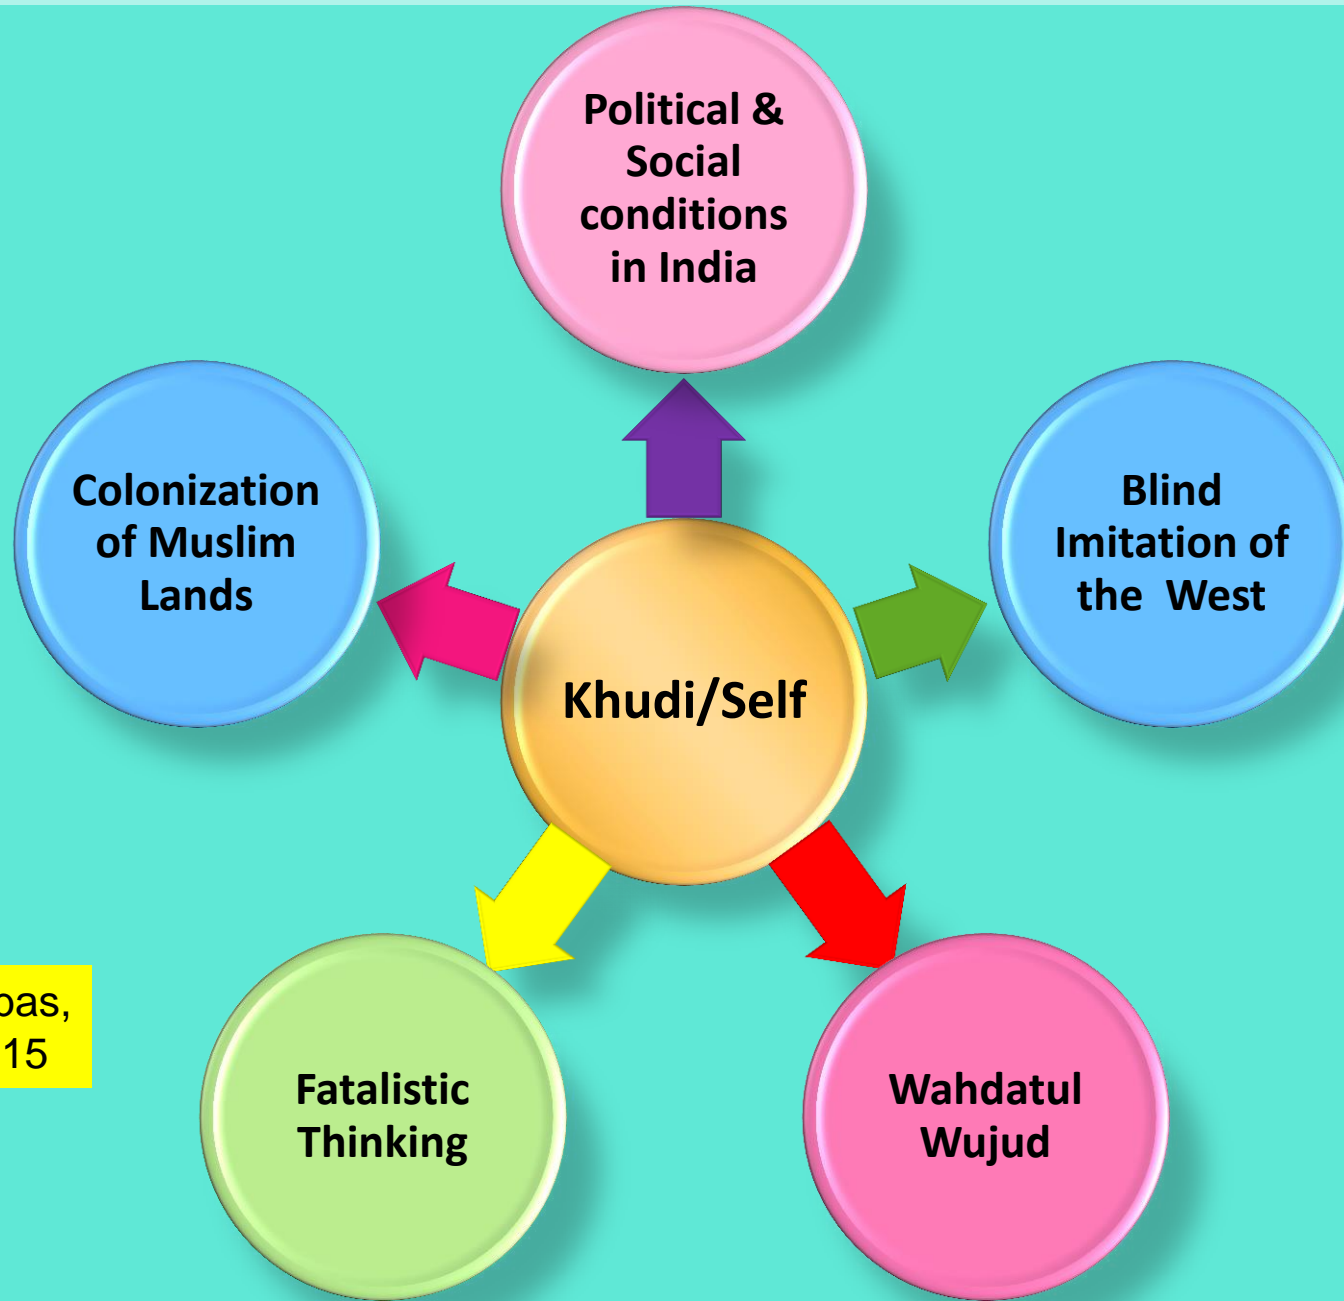 Political &
Social
conditions
in India
Colonization
of Muslim
Lands
Blind
Imitation of
the West
Khudi/Self
Fatalistic
Thinking
Wahdatul
Wujud
15